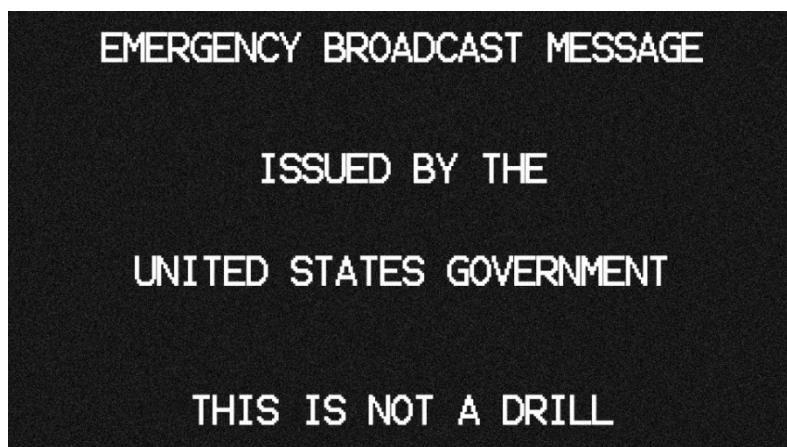 EMERGENCY BROADCAST MESSAGE
ISSUED BY THE
UNITED STATES GOVERNMENT
THIS IS NOT A DRILL